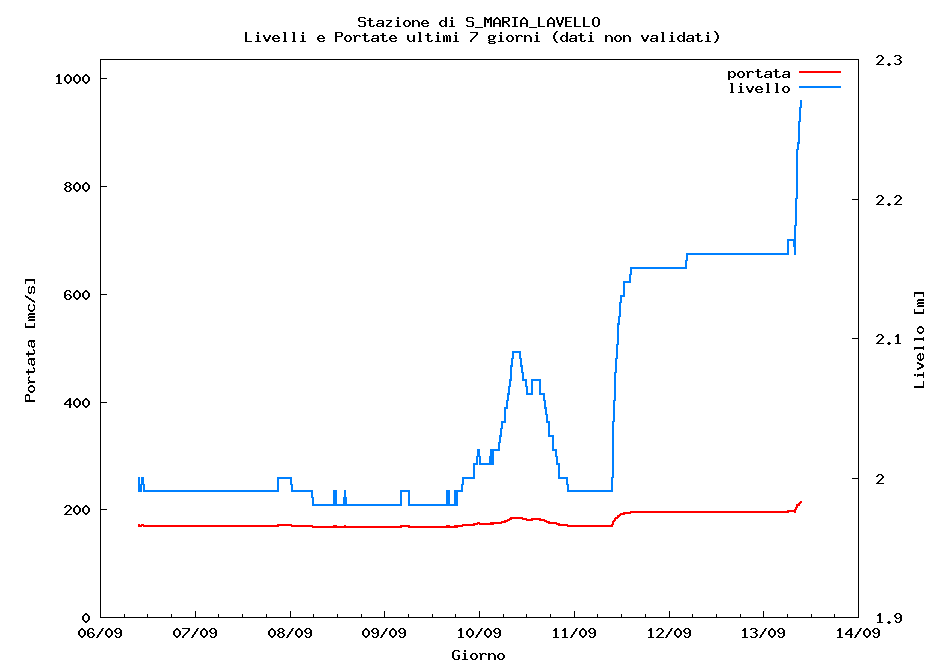 Stazione di S_MARIA_LAVELLO
Livelli e Portate ultimi 7 giorni (dati non validati)
portata
livello
Portata [mc/s]
1000
800
600
400
200
0
Livello [m]
2.3
2.2
2.1
2
1.9
06/09 07/09 08/09 09/09 10/09 11/09 12/09 13/09 14/09
Giorno